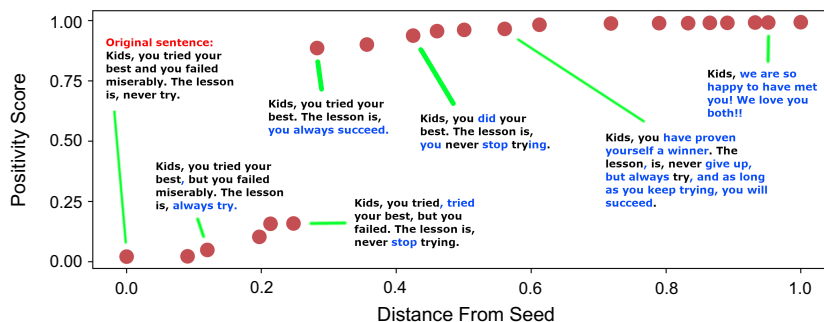 Positivity Score
1.00
0.75
0.50
0.25
0.00
Original sentence:
Kids, you tried your
best and you failed
miserably. The lesson
is, never try.
Kids, you tried your
best, but you failed
miserably. The lesson
is, always try.
Kids, you tried your
best. The lesson is,
you always succeed.
Kids, you tried, tried
your best, but you
failed. The lesson is,
never stop trying.
Kids, you did your
best. The lesson is,
you never stop trying.
Kids, you have proven
yourself a winner. The
lesson, is, never give up,
but always try, and as long
as you keep trying, you will
succeed.
Kids, we are so
happy to have met
you! We love you
both!!
0.0
0.2
0.4
0.6
0.8
1.0
Distance From Seed